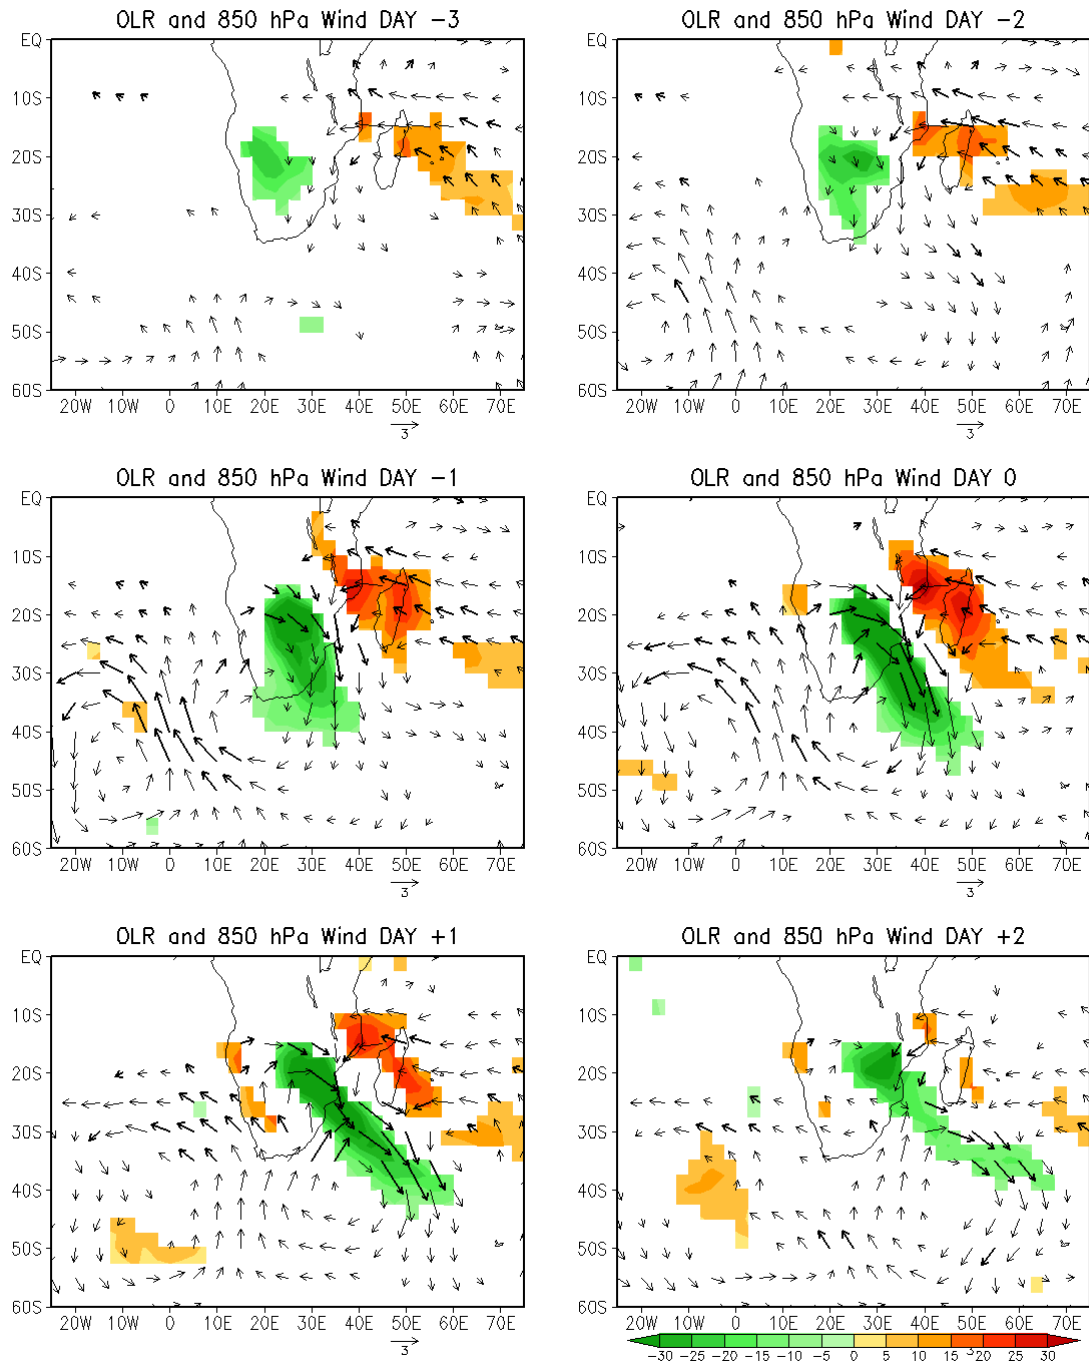 OLR and 850 hPa Wind DAY −3
OLR and 850 hPa Wind DAY −2
EQ
10S
20S
30S
40S
50S
60S
20W 10W 0 10E 20E 30E 40E 50E 60E 70E
3
EQ
10S
20S
30S
40S
50S
60S
20W 10W 0 10E 20E 30E 40E 50E 60E 70E
3
OLR and 850 hPa Wind DAY −1
OLR and 850 hPa Wind DAY 0
EQ
10S
20S
30S
40S
50S
60S
20W 10W 0 10E 20E 30E 40E 50E 60E 70E
3
EQ
10S
20S
30S
40S
50S
60S
20W 10W 0 10E 20E 30E 40E 50E 60E 70E
3
OLR and 850 hPa Wind DAY +1
OLR and 850 hPa Wind DAY +2
EQ
10S
20S
30S
40S
50S
60S
20W 10W 0 10E 20E 30E 40E 50E 60E 70E
3
EQ
10S
20S
30S
40S
50S
60S
20W 10W 0 10E 20E 30E 40E 50E 60E 70E
3
−30 −25 −20 −15 −10 −5 0 5 10 15 20 25 30